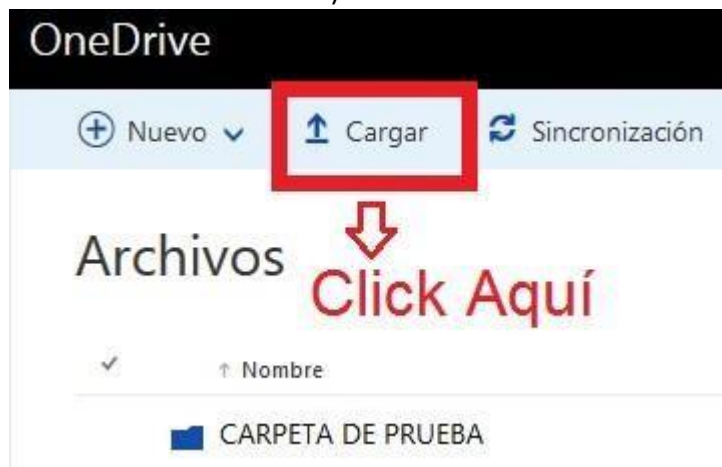 OneDrive
Nuevo Cargar Sincronización
Archivos
Click Aquí
Nombre
CARPETA DE PRUEBA